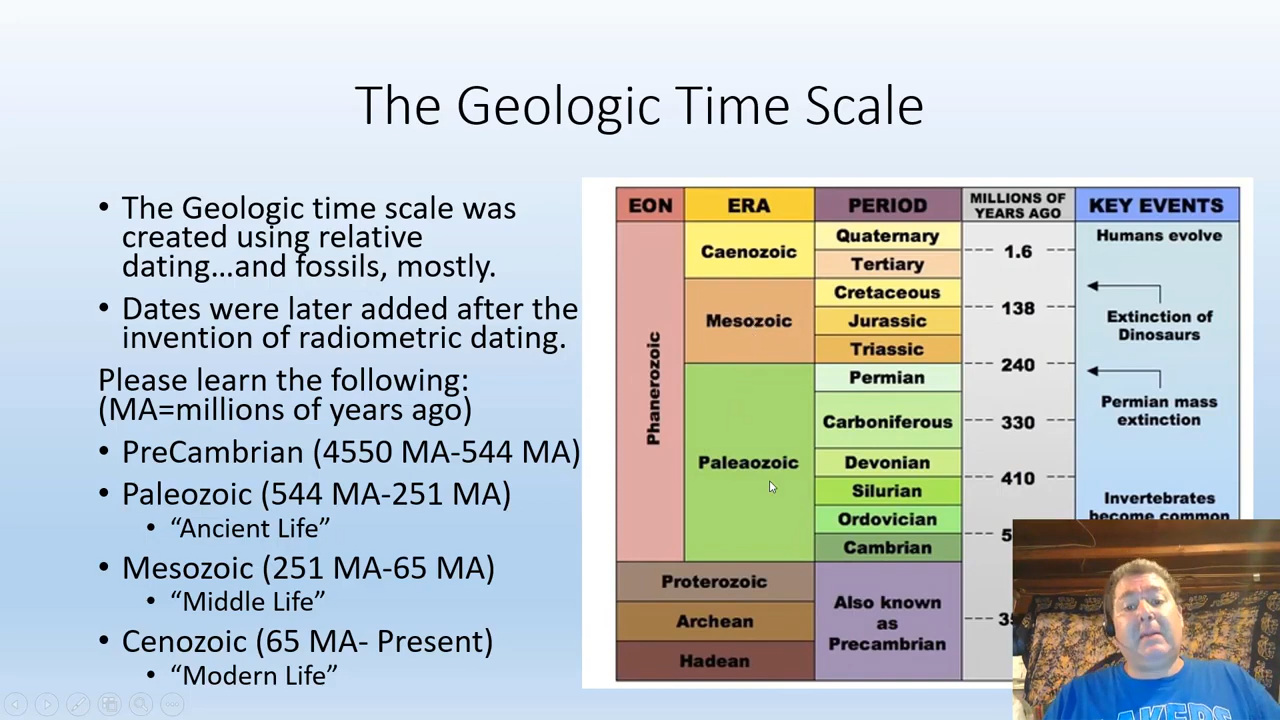 The Geologic Time Scale
• The Geologic time scale was
created using relative
dating...and fossils, mostly.
• Dates were later added after the
invention of radiometric dating.
Please learn the following:
(MA=millions of years ago)
• PreCambrian (4550 MA-544 MA)
• Paleozoic (544 MA-251 MA)
• “Ancient Life”
• Mesozoic (251 MA-65 MA)
• “Middle Life”
• Cenozoic (65 MA- Present)
• “Modern Life”
EON ERA PERIOD MILLIONS OF
YEARS AGO KEY EVENTS
Phanerozoic
Caenozoic
Mesozoic
Paleaozoic
Proterozoic
Archean
Hadean
Quaternary
Tertiary
Cretaceous
Jurassic
Triassic
Permian
Carboniferous
Devonian
Silurian
Ordovician
Cambrian
Also known
as
Precambrian
1.6
138
240
330
410
Humans evolve
Extinction of
Dinosaurs
Permian mass
extinction
Invertebrates
become common